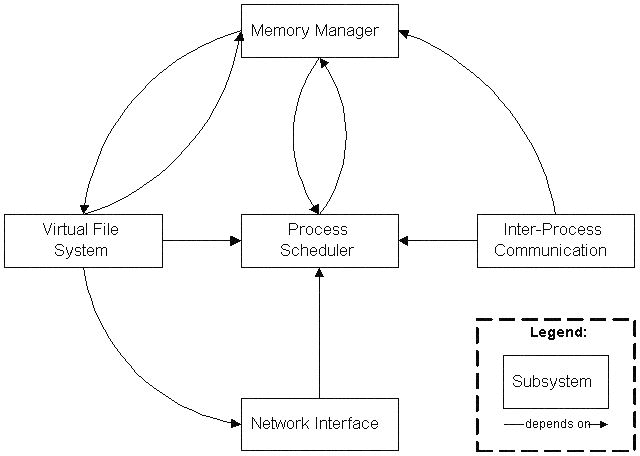 Memory Manager
Virtual File
System
Process
Scheduler
Inter-Process
Communication
Network Interface
Legend:
Subsystem
depends on